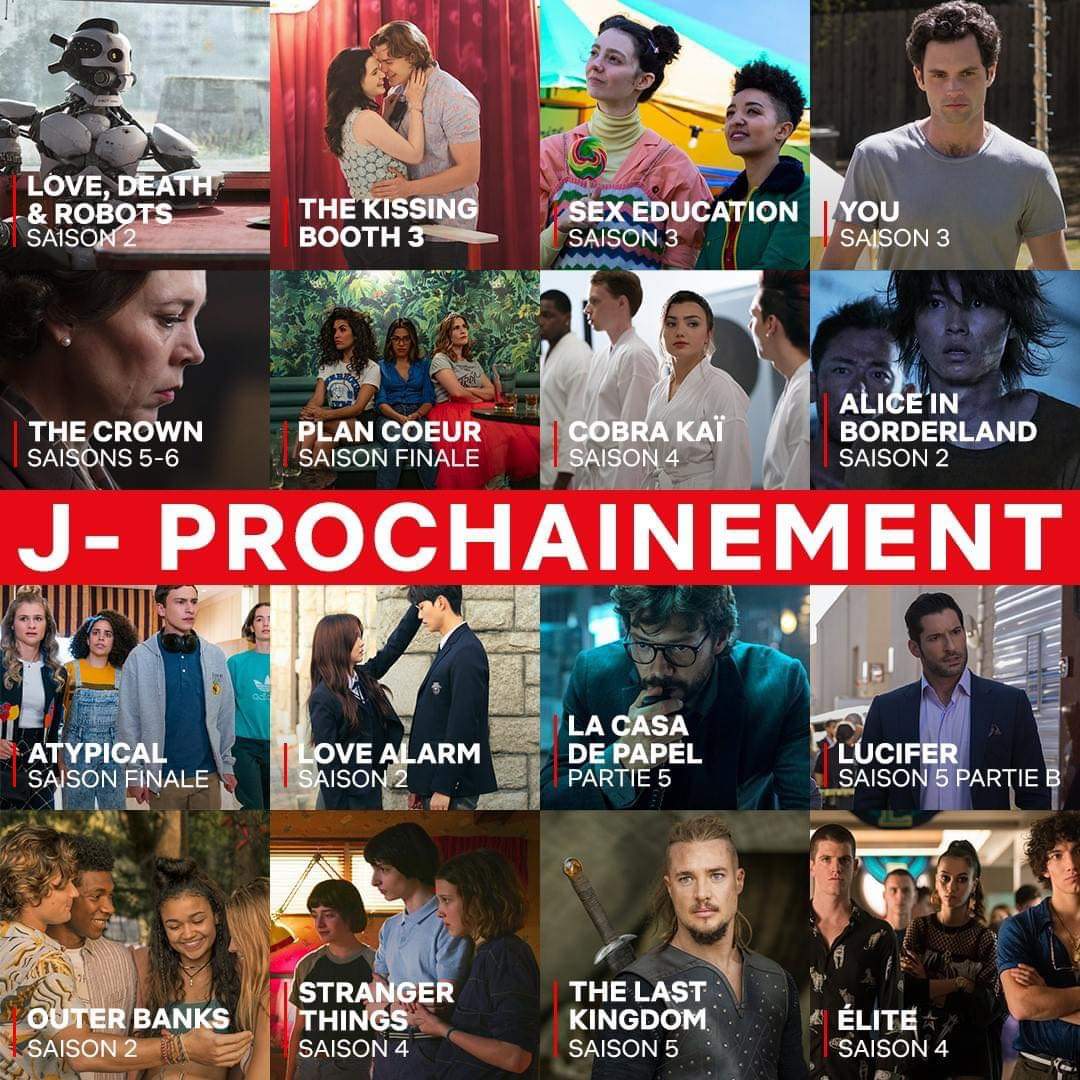 LOVE, DEATH
& ROBOTS
SAISON 2
THE KISSING
BOOTH 3
SEX EDUCATION
SAISON 3
YOU
SAISON 3
THE CROWN
SAISONS 5-6
PLAN COEUR
SAISON FINALE
COBRA KAÏ
SAISON 4
ALICE IN
BORDERLAND
SAISON 2
J- PROCHAINEMENT
ATYPICAL
SAISON FINALE
LOVE ALARM
SAISON 2
LA CASA
DE PAPEL
PARTIE 5
LUCIFER
SAISON 5 PARTIE B
OUTER BANKS
SAISON 2
STRANGER
THINGS
SAISON 4
THE LAST
KINGDOM
SAISON 5
ÉLITE
SAISON 4